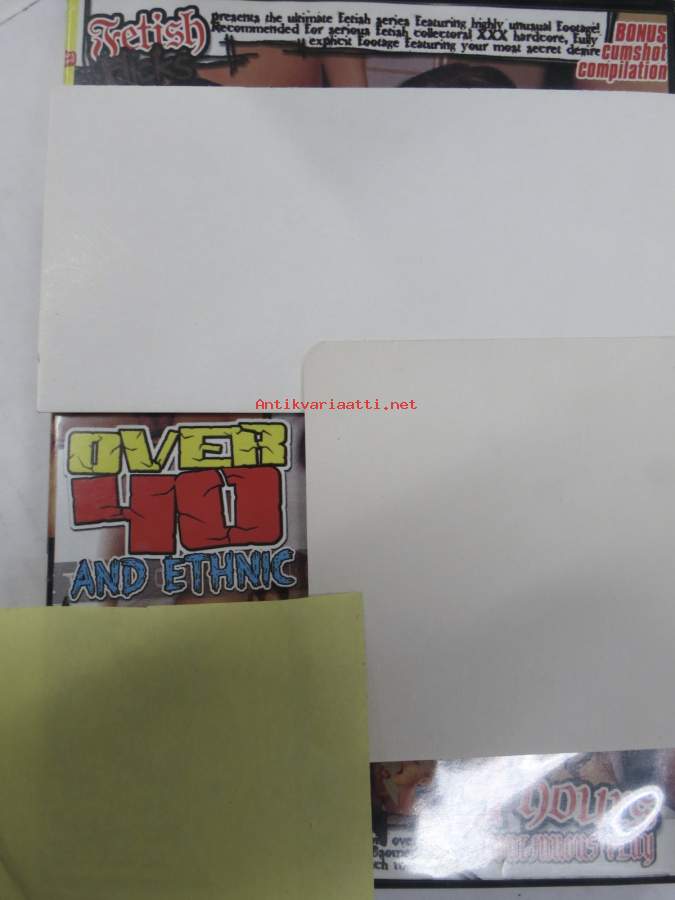 Fetish
presents the ultimate Fetish series Featuring highly unusual Footage!
Recommended For serious Fetish collectoral XXX hardcore, Fully
explicit Footage Featuring your most secret desire
BONUS
cumshot
compilation
Antikvariaatti.net
OVER
40
AND ETHNIC